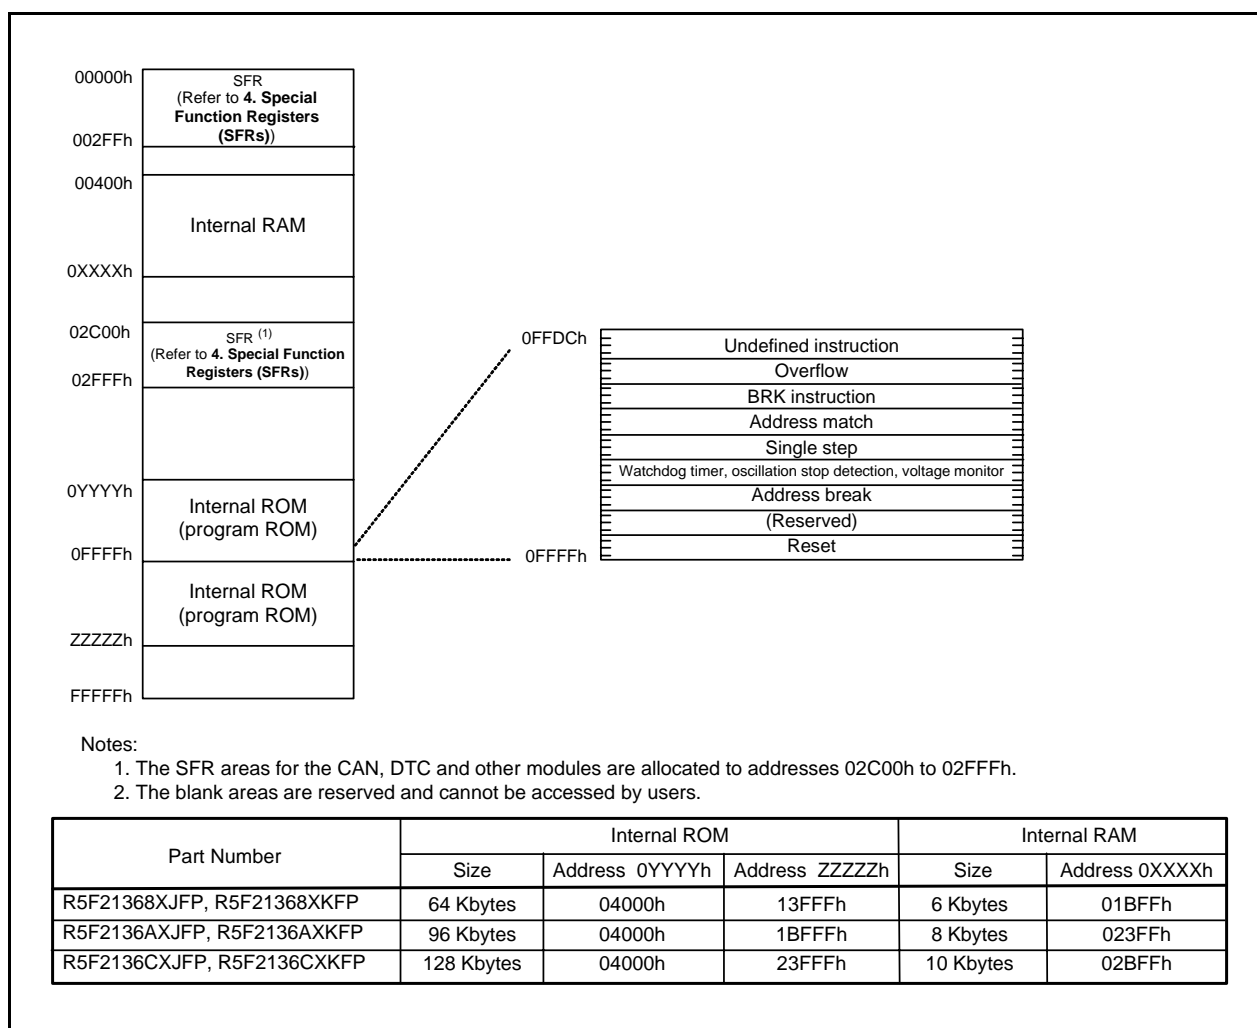 00000h
SFR
(Refer to 4. Special
Function Registers
(SFRs))
002FFh
00400h
Internal RAM
0XXXXh
02C00h
SFR (1)
(Refer to 4. Special Function
Registers (SFRs))
02FFFh
0YYYYh
Internal ROM
(program ROM)
0FFFFh
Internal ROM
(program ROM)
ZZZZZh
FFFFFh
0FFDCh
Undefined instruction
Overflow
BRK instruction
Address match
Single step
Watchdog timer, oscillation stop detection, voltage monitor
Address break
(Reserved)
Reset
0FFFFh
Notes:
1. The SFR areas for the CAN, DTC and other modules are allocated to addresses 02C00h to 02FFFh.
2. The blank areas are reserved and cannot be accessed by users.
Part Number Internal ROM Internal RAM
Size Address 0YYYYh Address ZZZZZh Size Address 0XXXXh
R5F21368XJFP, R5F21368XKFP 64 Kbytes 04000h 13FFFh 6 Kbytes 01BFFh
R5F2136AXJFP, R5F2136AXKFP 96 Kbytes 04000h 1BFFFh 8 Kbytes 023FFh
R5F2136CXJFP, R5F2136CXKFP 128 Kbytes 04000h 23FFFh 10 Kbytes 02BFFh